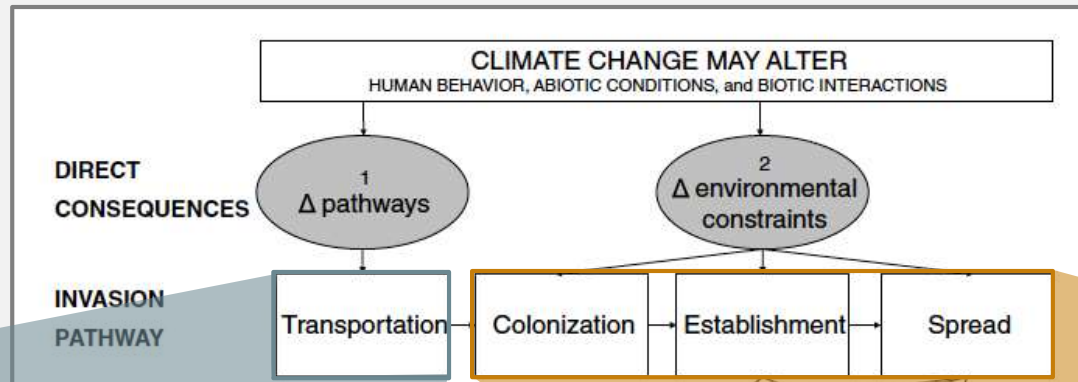 CLIMATE CHANGE MAY ALTER
HUMAN BEHAVIOR, ABIOTIC CONDITIONS, and BIOTIC INTERACTIONS
DIRECT
CONSEQUENCES
1
Δ pathways
2
Δ environmental
constraints
INVASION
PATHWAY
Transportation
Colonization
Establishment
Spread